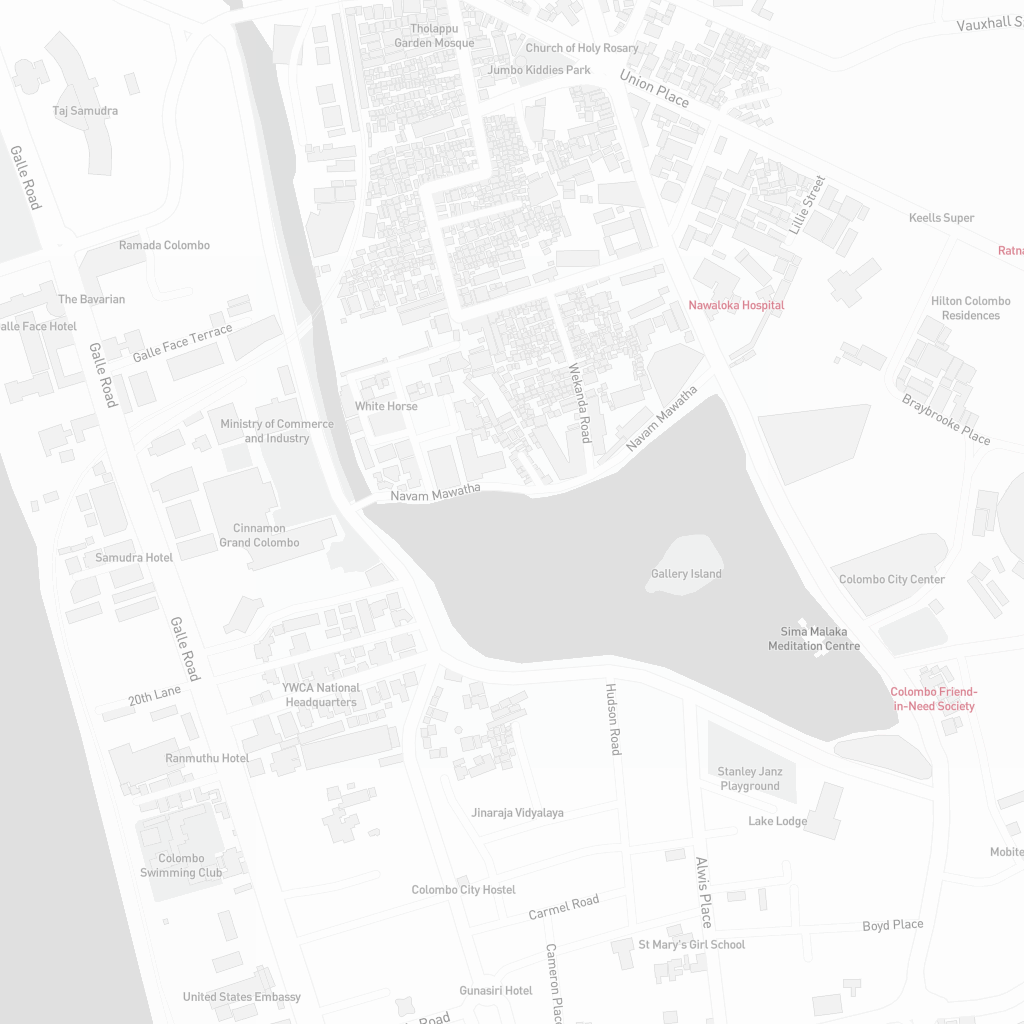 Vauxhall S
Tholappu
Garden Mosque
Church of Holy Rosary
Jumbo Kiddies Park
Union Place
Taj Samudra
Galle Road
Lillie Street
Keells Super
Ramada Colombo
Ratna
The Bavarian
Nawaloka Hospital
Hilton Colombo
Residences
alle Face Hotel
Galle Face Terrace
Galle Road
Wekanda Road
White Horse
Navam Mawatha
Braybrooke Place
Ministry of Commerce
and Industry
Navam Mawatha
Cinnamon
Grand Colombo
Samudra Hotel
Gallery Island
Colombo City Center
Galle Road
Sima Malaka
Meditation Centre
20th Lane
YWCA National
Headquarters
Hudson Road
Colombo Friend-
in-Need Society
Ranmuthu Hotel
Stanley Janz
Playground
Jinaraja Vidyalaya
Lake Lodge
Colombo
Swimming Club
Mobite
Colombo City Hostel
Alwis Place
Carmel Road
Boyd Place
St Mary's Girl School
Cameron Place
United States Embassy
Gunasiri Hotel
le Road